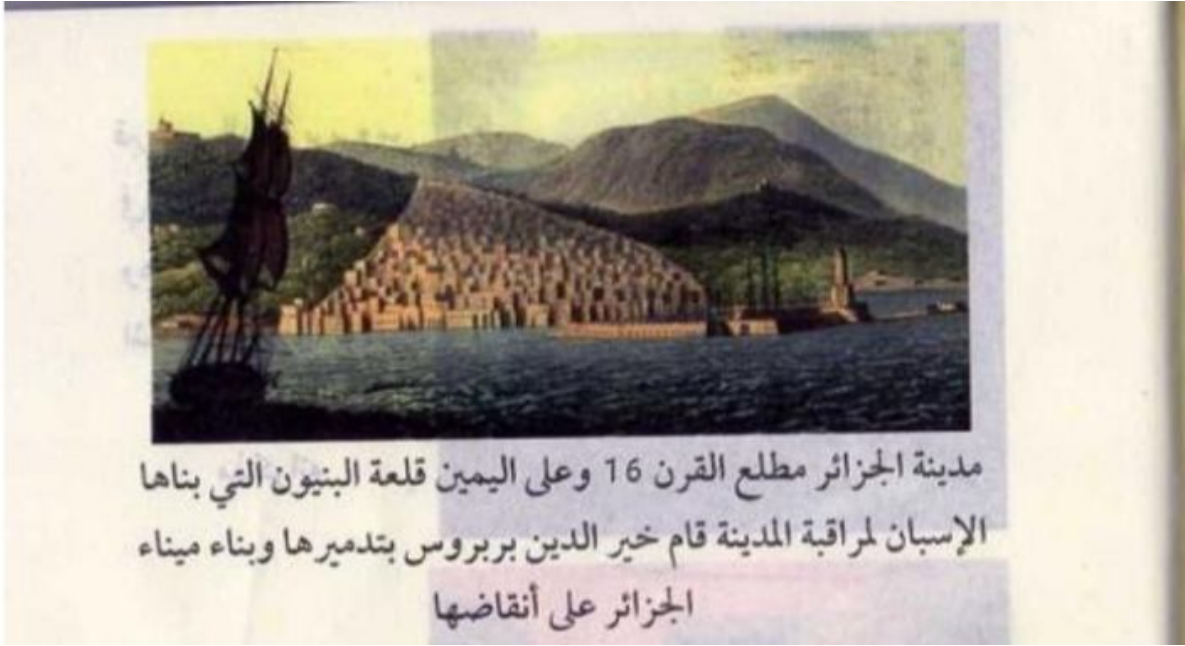 مدينة الجزائر مطلع القرن 16 وعلى اليمين قلعة البنيون التي بناها
الإسبان لمراقبة المدينة قام خير الدين بربروس بتدميرها وبناء ميناء
الجزائر على أنقاضها